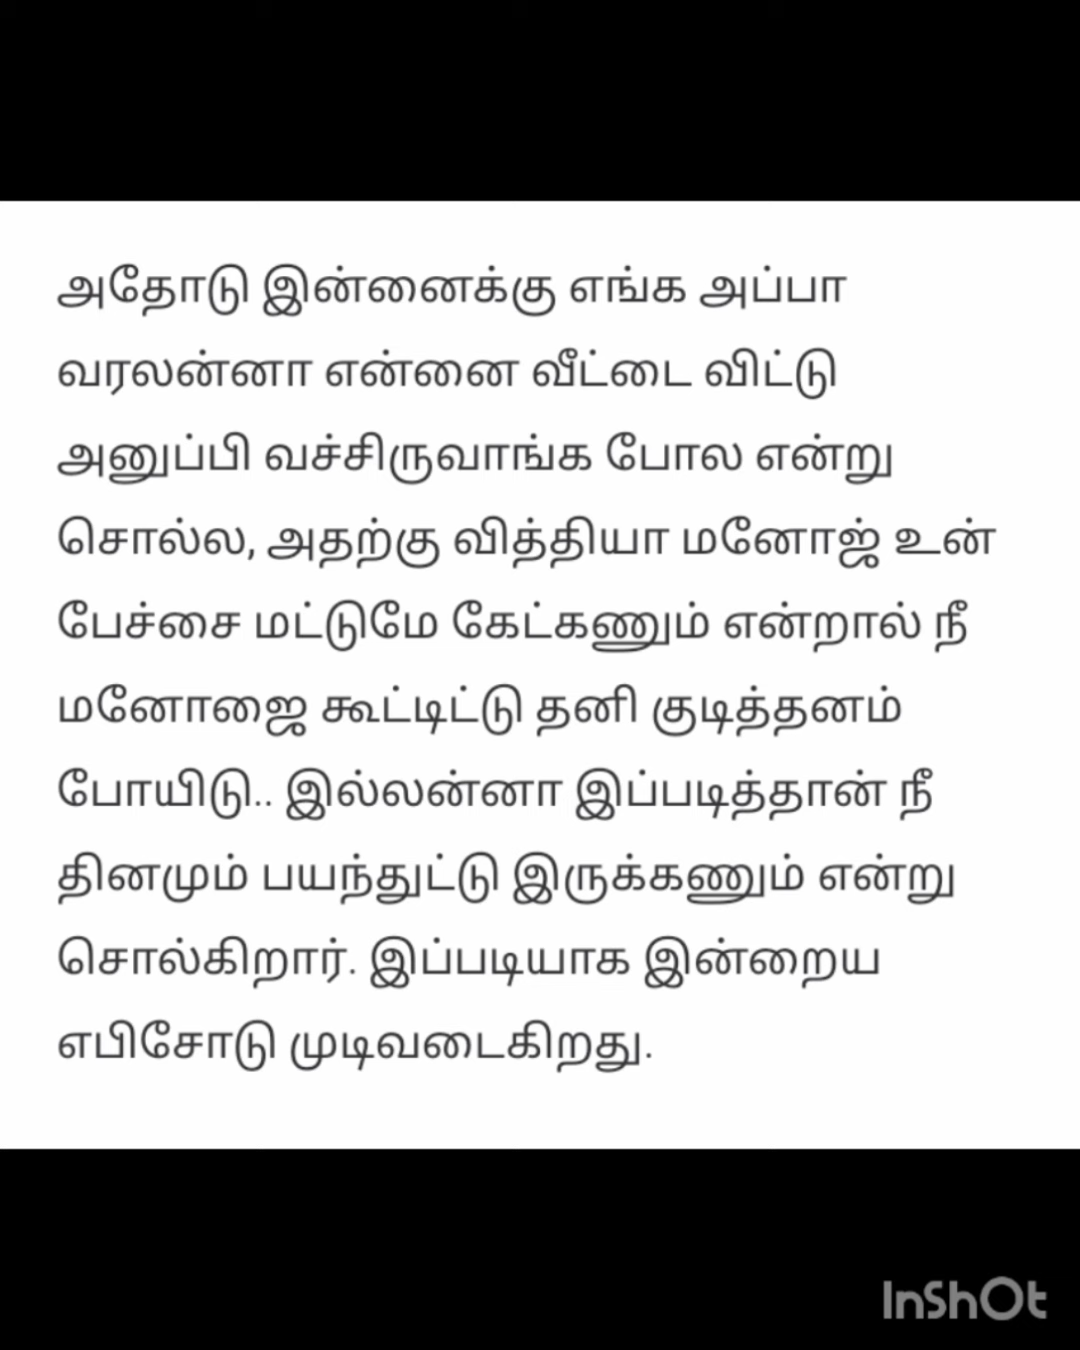 அதோடு இன்னைக்கு எங்க அப்பா
வரலன்னா என்னை வீட்டை விட்டு
அனுப்பி வச்சிருவாங்க போல என்று
சொல்ல, அதற்கு வித்தியா மனோஜ் உன்
பேச்சை மட்டுமே கேட்கணும் என்றால் நீ
மனோஜை கூட்டிட்டு தனி குடித்தனம்
போயிடு.. இல்லன்னா இப்படித்தான் நீ
தினமும் பயந்துட்டு இருக்கணும் என்று
சொல்கிறார். இப்படியாக இன்றைய
எபிசோடு முடிவடைகிறது.
InShOt